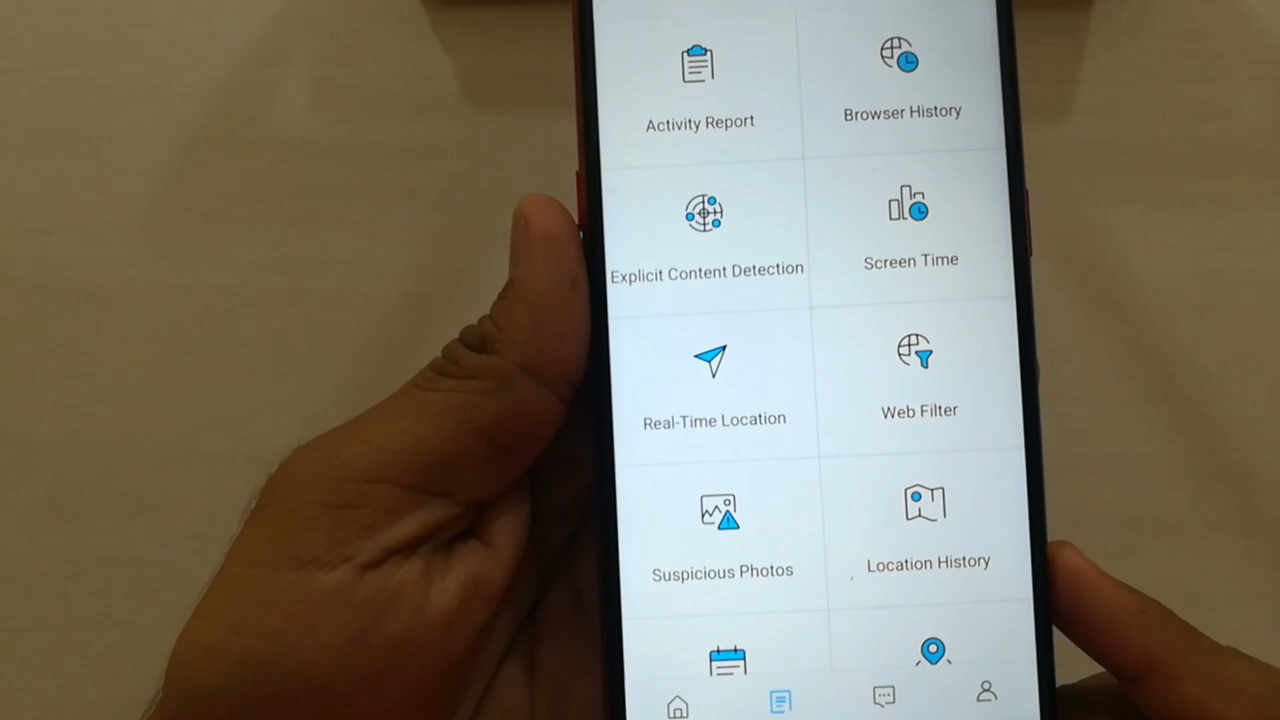 Activity Report
Browser History
Explicit Content Detection
Screen Time
Real-Time Location
Web Filter
Suspicious Photos
Location History